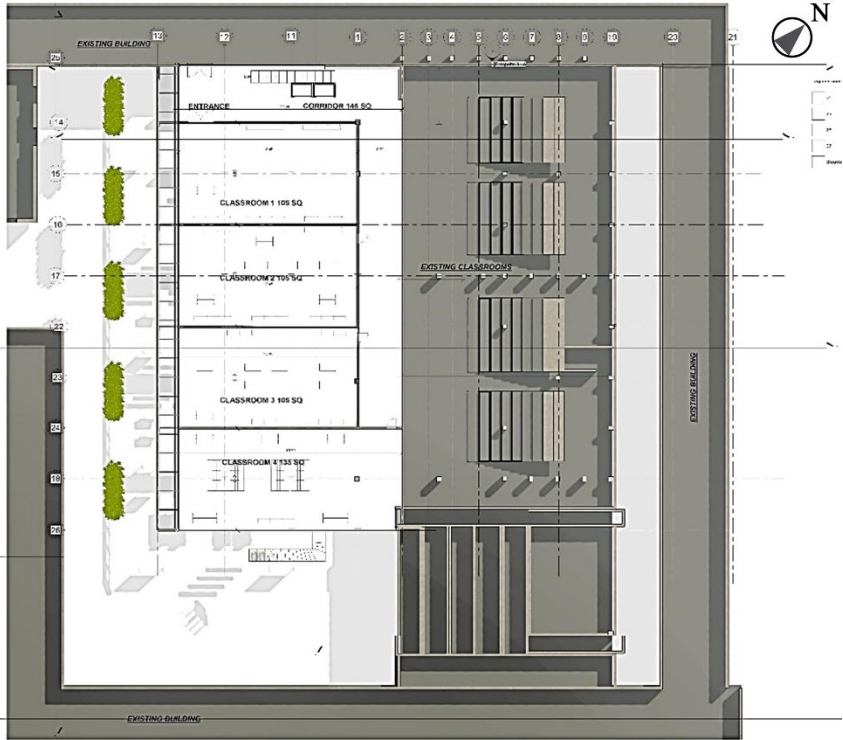 N
EXISTING BUILDING
13
12
11
1
2
3
4
5
6
7
8
9
19
20
21
25
ENTRANCE
CORRIDOR 146 SQ
14
15
CLASSROOM 1 105 SQ
16
EXISTING CLASSROOMS
17
CLASSROOM 2 105 SQ
22
EXISTING BUILDING
23
CLASSROOM 3 105 SQ
24
CLASSROOM 4 135 SQ
18
26
EXISTING BUILDING